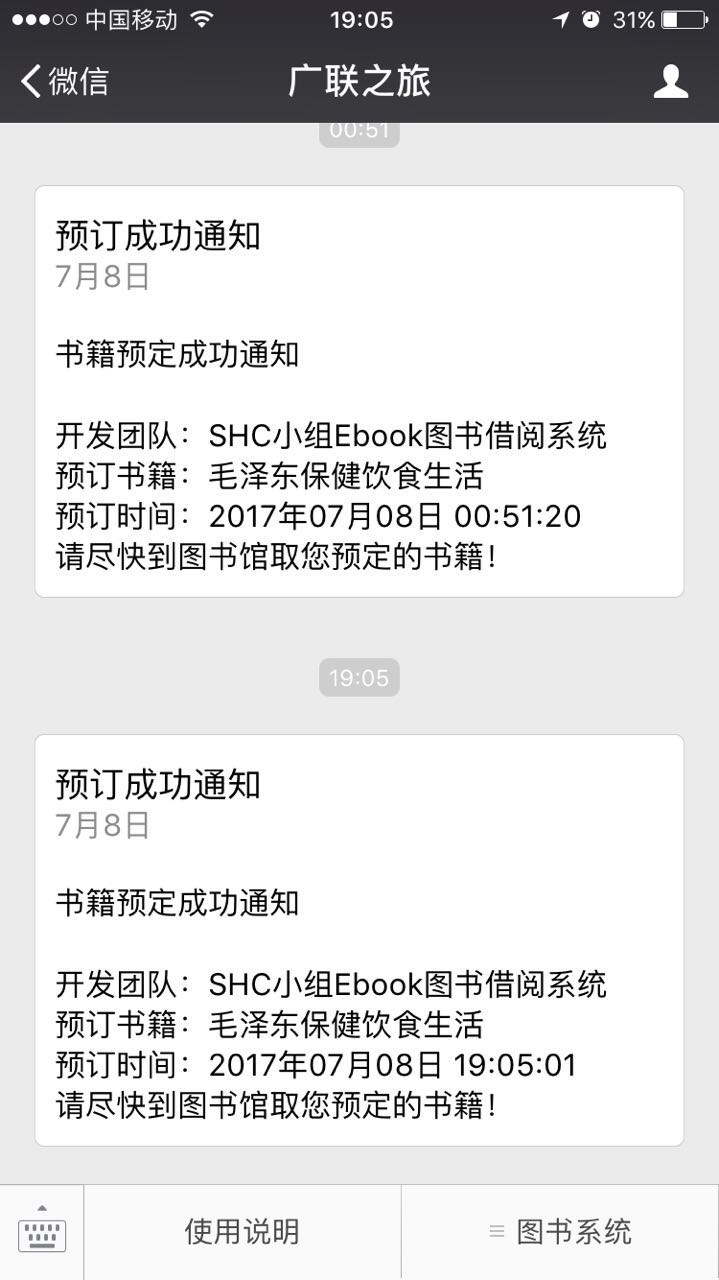 中国移动 19:05 31%
微信 广联之旅
00:51
预订成功通知
7月8日
书籍预定成功通知
开发团队：SHC小组Ebook图书借阅系统
预订书籍：毛泽东保健饮食生活
预订时间：2017年07月08日 00:51:20
请尽快到图书馆取您预定的书籍！
19:05
预订成功通知
7月8日
书籍预定成功通知
开发团队：SHC小组Ebook图书借阅系统
预订书籍：毛泽东保健饮食生活
预订时间：2017年07月08日 19:05:01
请尽快到图书馆取您预定的书籍！
使用说明 图书系统